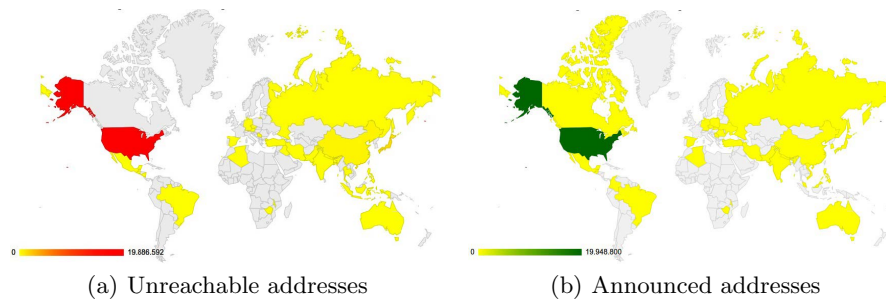 0 19.886.592 0 19.948.800
(a) Unreachable addresses (b) Announced addresses